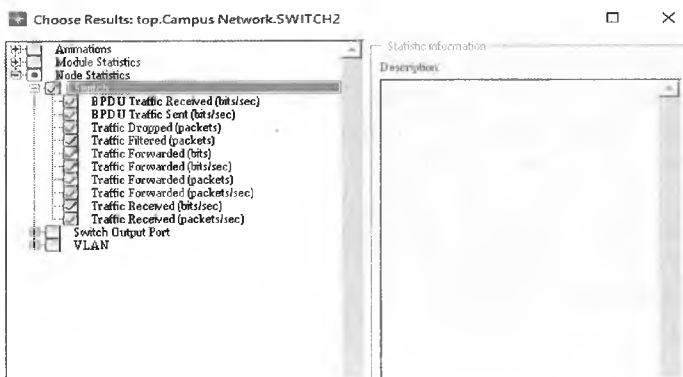 Choose Results: top.Campus Network.SWITCH2
Animations
Module Statistics
Node Statistics
Switch
BPDU Traffic Received (bits/sec)
BPDU Traffic Sent (bits/sec)
Traffic Dropped (packets)
Traffic Filtered (packets)
Traffic Forwarded (bits)
Traffic Forwarded (bits/sec)
Traffic Forwarded (packets)
Traffic Forwarded (packets/sec)
Traffic Received (bits/sec)
Traffic Received (packets/sec)
Switch Output Port
VLAN
Statistic information
Description: